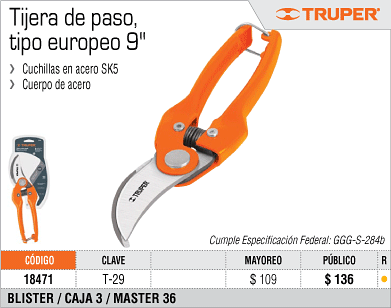 Tijera de paso,
tipo europeo 9"
TRUPER®
Cuchillas en acero SK5
Cuerpo de acero
TRUPER
TRUPER
Cumple Especificación Federal: GGG-S-284b
CÓDIGO CLAVE MAYOREO PÚBLICO R
18471 T-29 $ 109 $ 136
BLISTER / CAJA 3 / MASTER 36